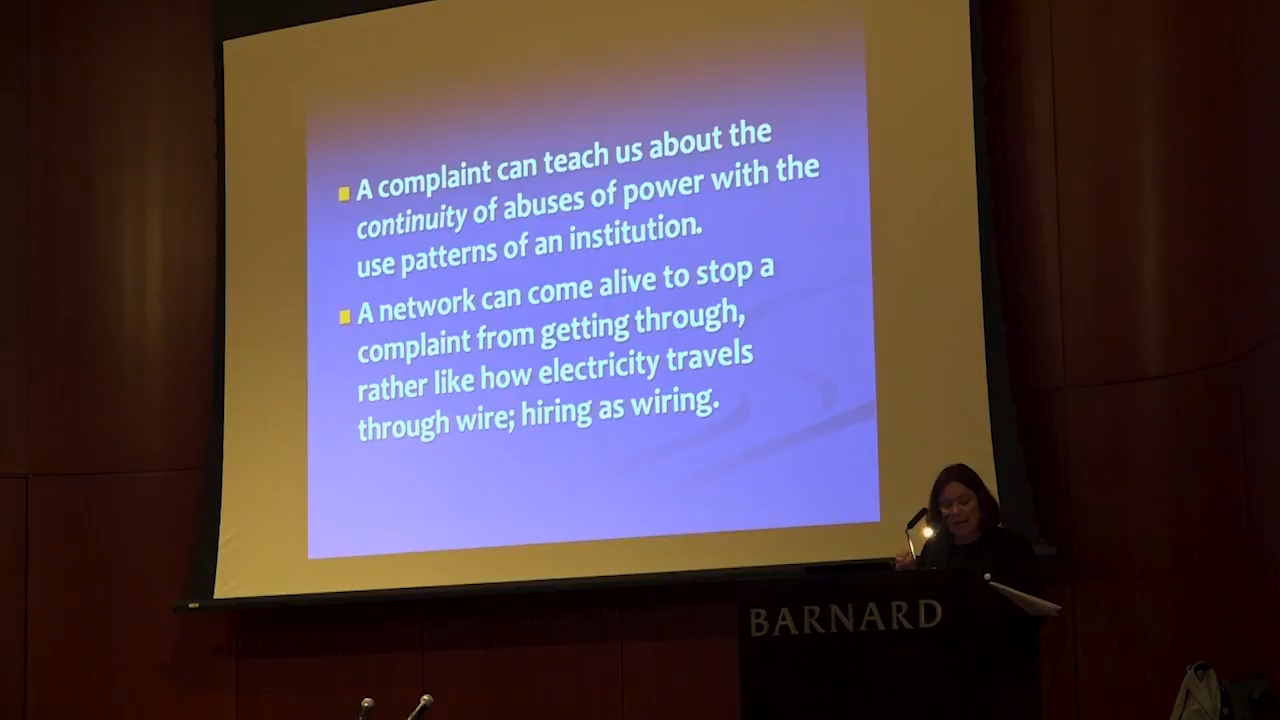 A complaint can teach us about the
continuity of abuses of power with the
use patterns of an institution.
A network can come alive to stop a
complaint from getting through,
rather like how electricity travels
through wire; hiring as wiring.
BARNARD